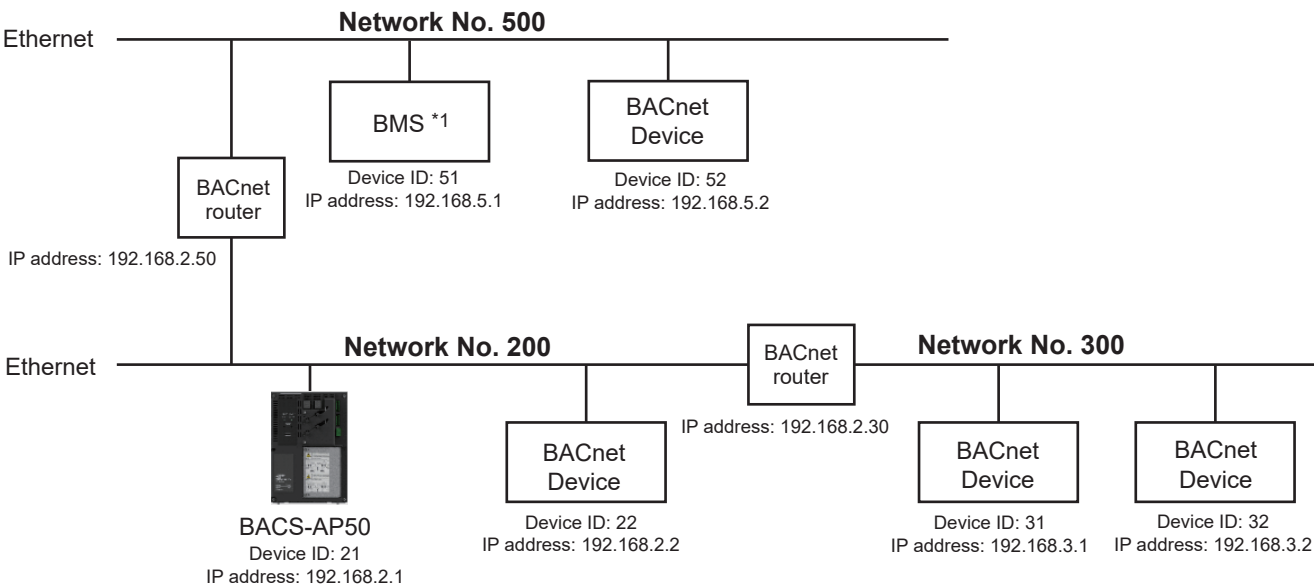 Network No. 500
Ethernet
BMS *1
BACnet
Device
Device ID: 51
IP address: 192.168.5.1
Device ID: 52
IP address: 192.168.5.2
BACnet
router
IP address: 192.168.2.50
Network No. 200
Ethernet
BACnet
router
Network No. 300
IP address: 192.168.2.30
BACS-AP50
Device ID: 21
IP address: 192.168.2.1
BACnet
Device
Device ID: 22
IP address: 192.168.2.2
BACnet
Device
Device ID: 31
IP address: 192.168.3.1
BACnet
Device
Device ID: 32
IP address: 192.168.3.2